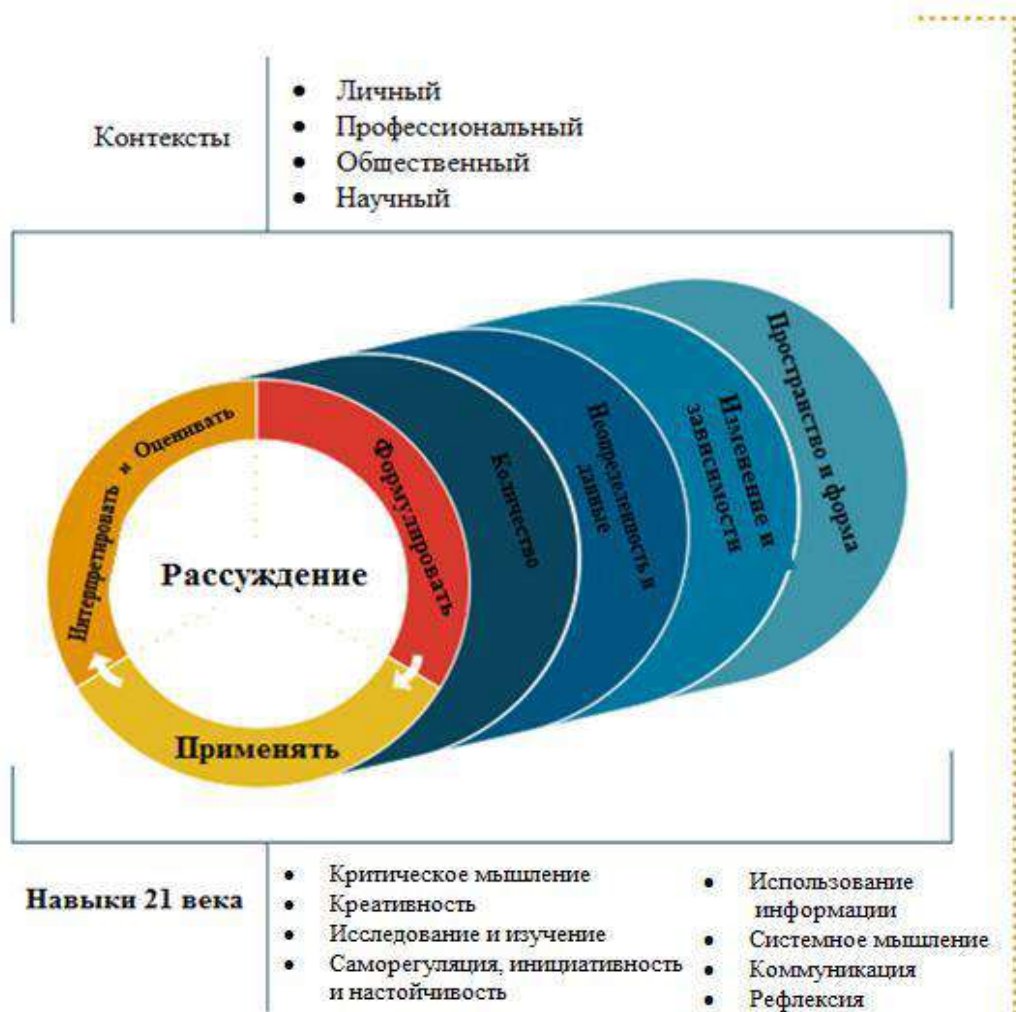 Контексты
• Личный
• Профессиональный
• Общественный
• Научный
Интерпретировать и Оценивать
Формулировать
Применять
Рассуждение
Количество
Неопределенность и
данные
Изменение и
зависимости
Пространство и форма
Навыки 21 века
• Критическое мышление
• Креативность
• Исследование и изучение
• Саморегуляция, инициативность
и настойчивость
• Использование
информации
• Системное мышление
• Коммуникация
• Рефлексия